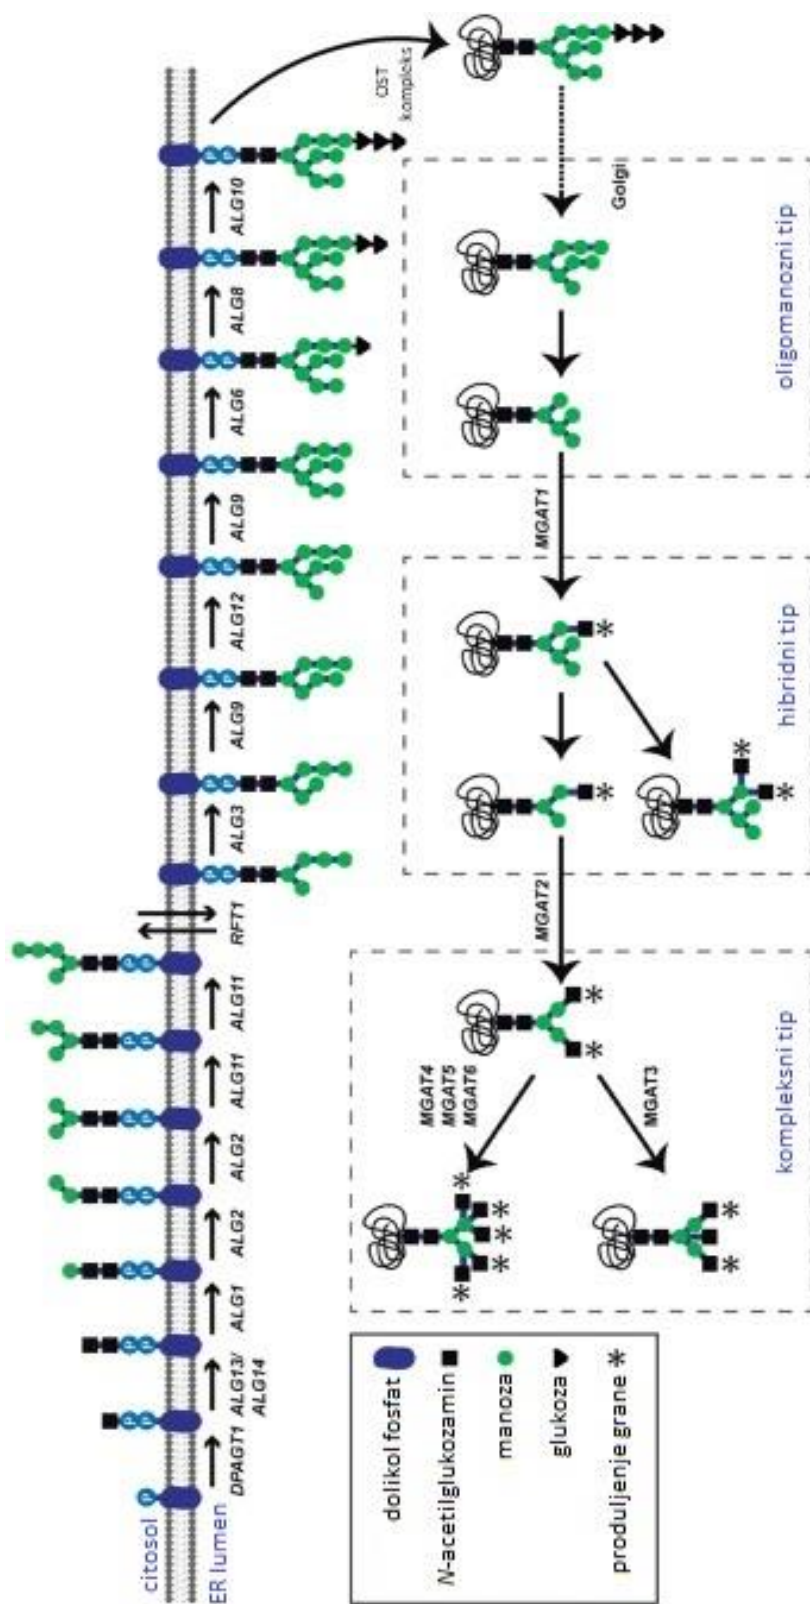 citosol
ER lumen
DPAGT1
ALG13/
ALG14
ALG1
ALG2
ALG2
ALG11
ALG11
RFT1
ALG3
ALG9
ALG12
ALG9
ALG6
ALG8
ALG10
OST
kompleks
Golgi
oligomanozni tip
MGAT1
hibridni tip
MGAT2
kompleksni tip
MGAT4
MGAT5
MGAT6
MGAT3
dolikol fosfat
N-acetilglukozamin
manoza
glukoza
produljenje grane *